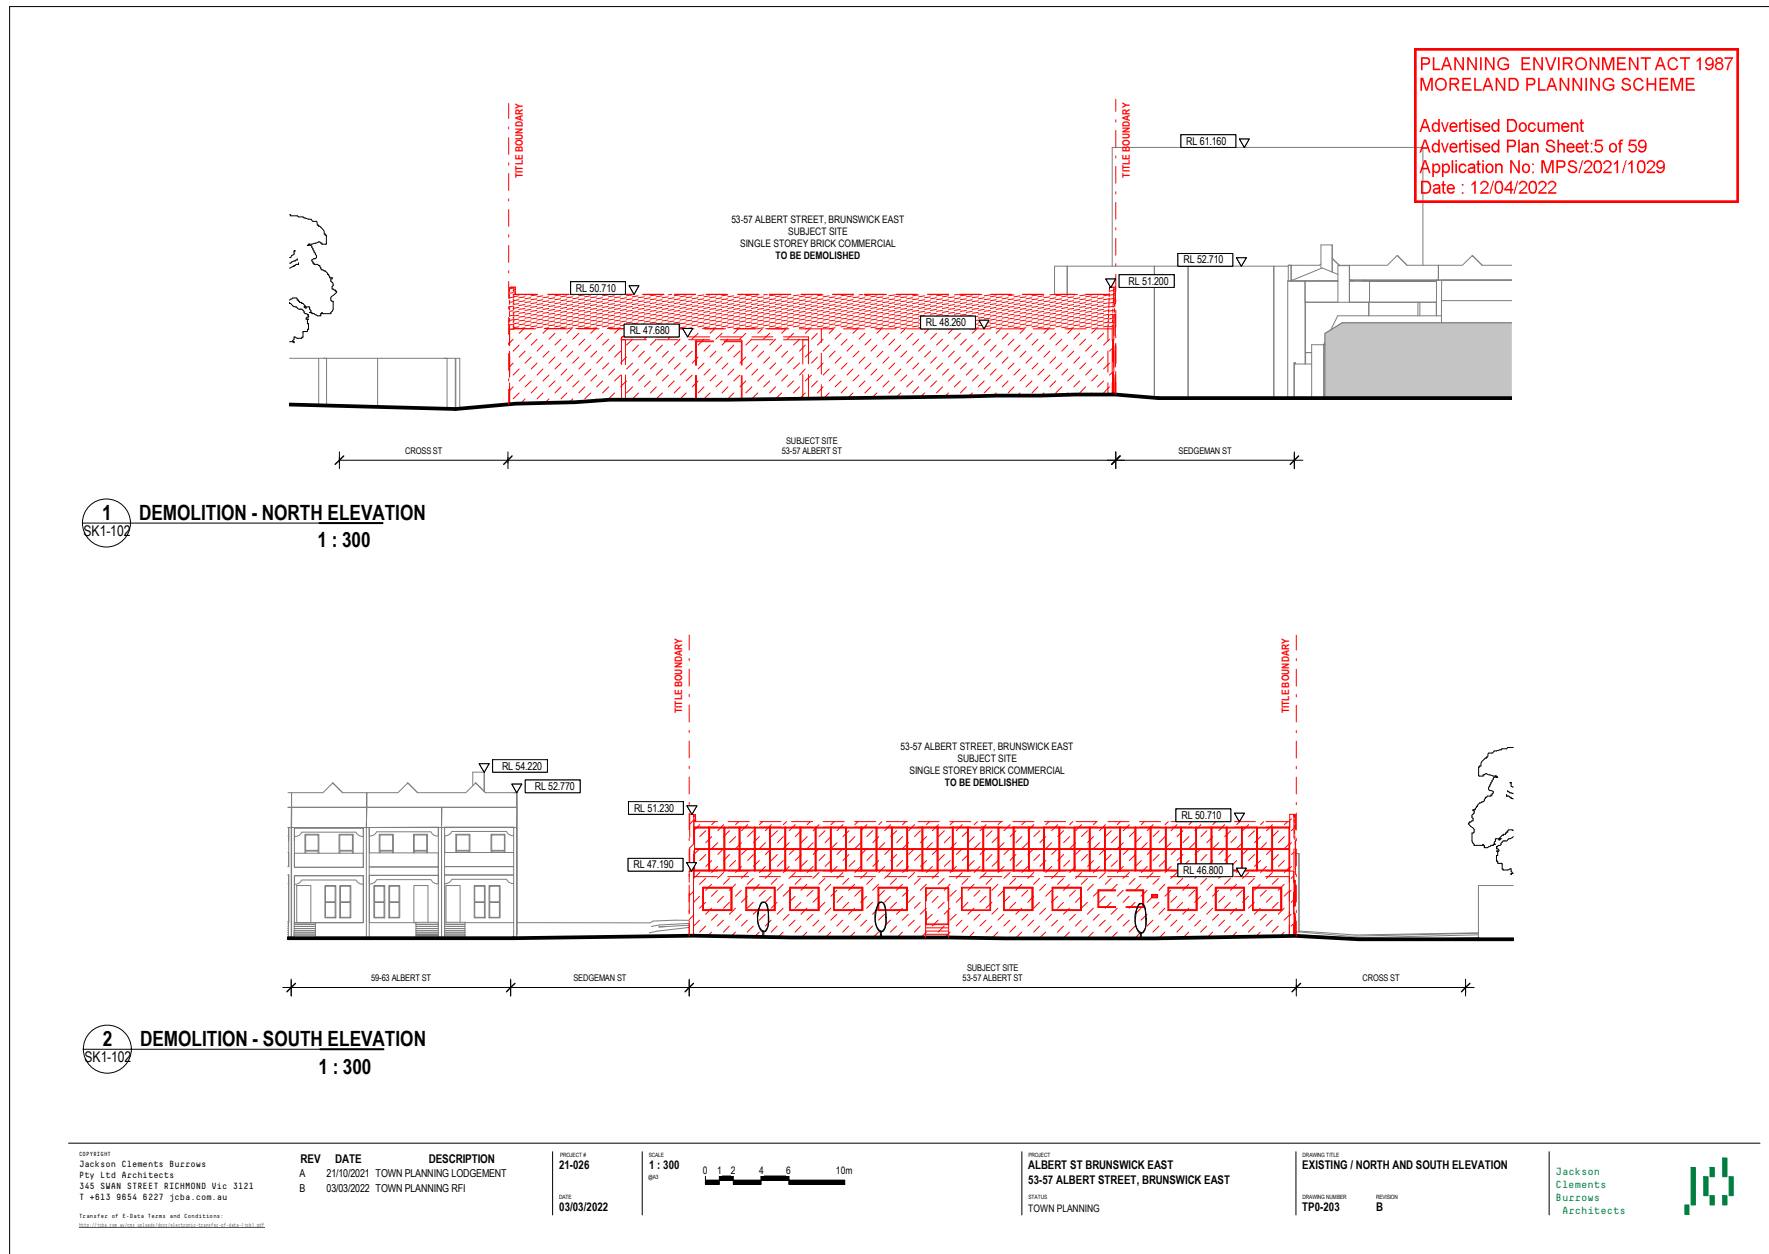 PLANNING ENVIRONMENT ACT 1987
MORELAND PLANNING SCHEME
Advertised Document
Advertised Plan Sheet:5 of 59
Application No: MPS/2021/1029
Date : 12/04/2022
TITLE BOUNDARY
TITLE BOUNDARY
RL 61.160
53-57 ALBERT STREET, BRUNSWICK EAST
SUBJECT SITE
SINGLE STOREY BRICK COMMERCIAL
TO BE DEMOLISHED
RL 52.710
RL 51.200
RL 50.710
RL 47.680
RL 48.260
CROSS ST
SUBJECT SITE
53-57 ALBERT ST
SEDGEMAN ST
1
SK1-102
DEMOLITION - NORTH ELEVATION
1 : 300
TITLE BOUNDARY
TITLE BOUNDARY
53-57 ALBERT STREET, BRUNSWICK EAST
SUBJECT SITE
SINGLE STOREY BRICK COMMERCIAL
TO BE DEMOLISHED
RL 54.220
RL 52.770
RL 51.230
RL 50.710
RL 47.190
RL 46.800
59-63 ALBERT ST
SEDGEMAN ST
SUBJECT SITE
53-57 ALBERT ST
CROSS ST
2
SK1-102
DEMOLITION - SOUTH ELEVATION
1 : 300
COPYRIGHT
Jackson Clements Burrows
Pty Ltd Architects
345 SWAN STREET RICHMOND Vic 3121
T +613 9654 6227 jcba.com.au
Transfer of E-Data Terms and Conditions:
REV DATE DESCRIPTION
A 21/10/2021 TOWN PLANNING LODGEMENT
B 03/03/2022 TOWN PLANNING RFI
PROJECT #
21-026
DATE
03/03/2022
SCALE
1 : 300
@A3
0 1 2 4 6 10m
PROJECT
ALBERT ST BRUNSWICK EAST
53-57 ALBERT STREET, BRUNSWICK EAST
STATUS
TOWN PLANNING
DRAWING TITLE
EXISTING / NORTH AND SOUTH ELEVATION
DRAWING NUMBER REVISION
TP0-203 B
Jackson
Clements
Burrows
Architects